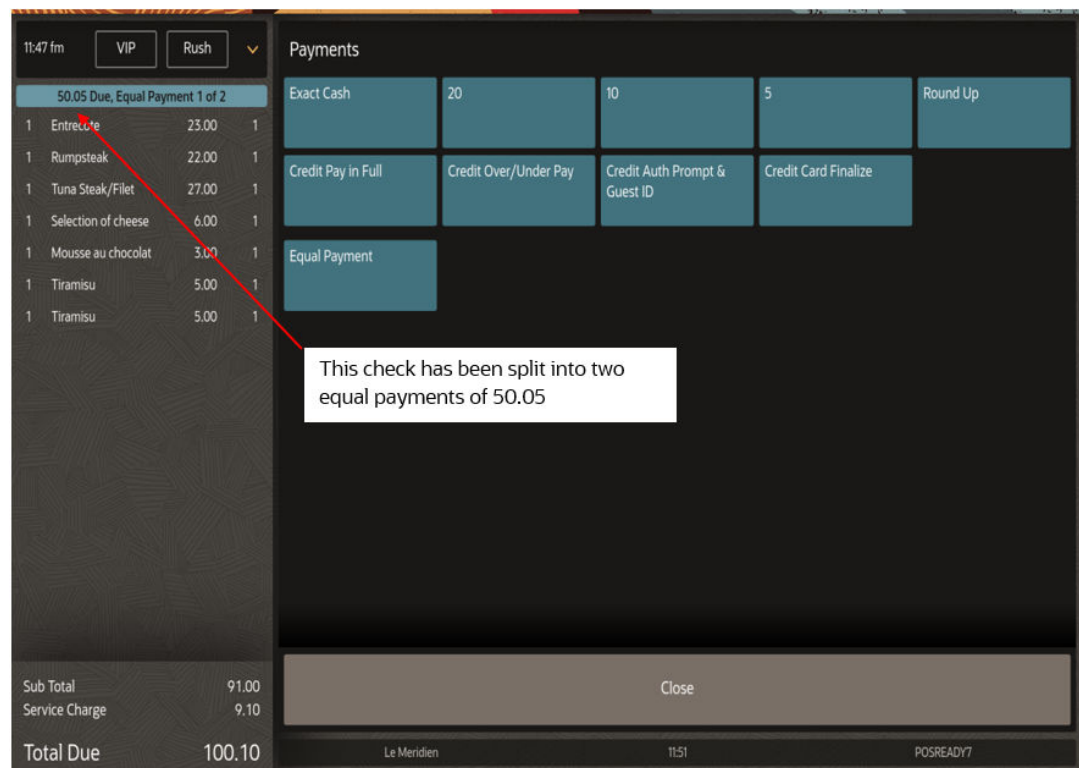 11:47 fm VIP Rush
50.05 Due, Equal Payment 1 of 2
1 Entrecote 23.00 1
1 Rumpsteak 22.00 1
1 Tuna Steak/Filet 27.00 1
1 Selection of cheese 6.00 1
1 Mousse au chocolat 3.00 1
1 Tiramisu 5.00 1
1 Tiramisu 5.00 1
Sub Total 91.00
Service Charge 9.10
Total Due 100.10
Payments
Exact Cash 20 10 5 Round Up
Credit Pay in Full Credit Over/Under Pay Credit Auth Prompt & Credit Card Finalize
Guest ID
Equal Payment
This check has been split into two
equal payments of 50.05
Close
Le Meridien 11:51 POSREADY7